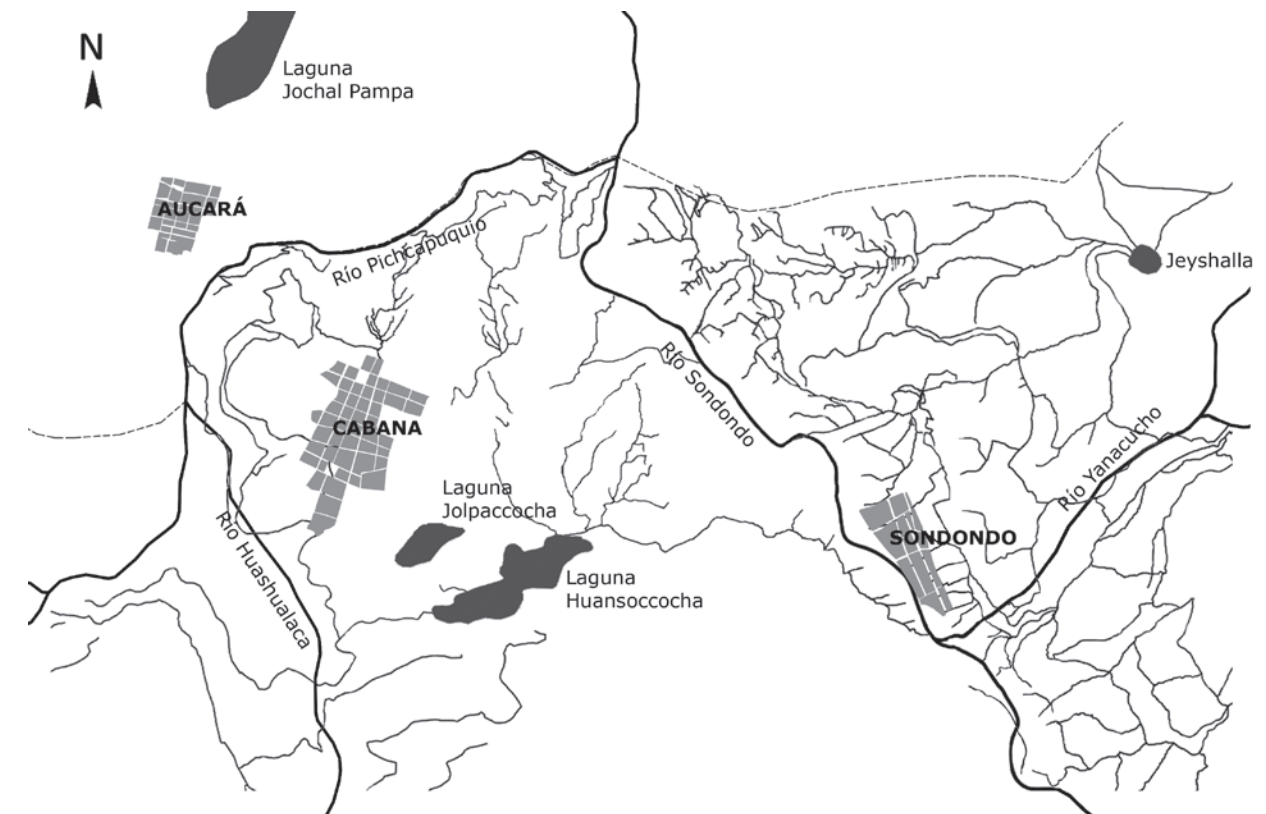 N
Laguna
Jochal Pampa
AUCARÁ
Río Pichcapuquio
Jeyshalla
Río Sondondo
CABANA
Río Yanacucho
Laguna
Jolpaccocha
SONDONDO
Río Huashualaca
Laguna
Huansoccocha